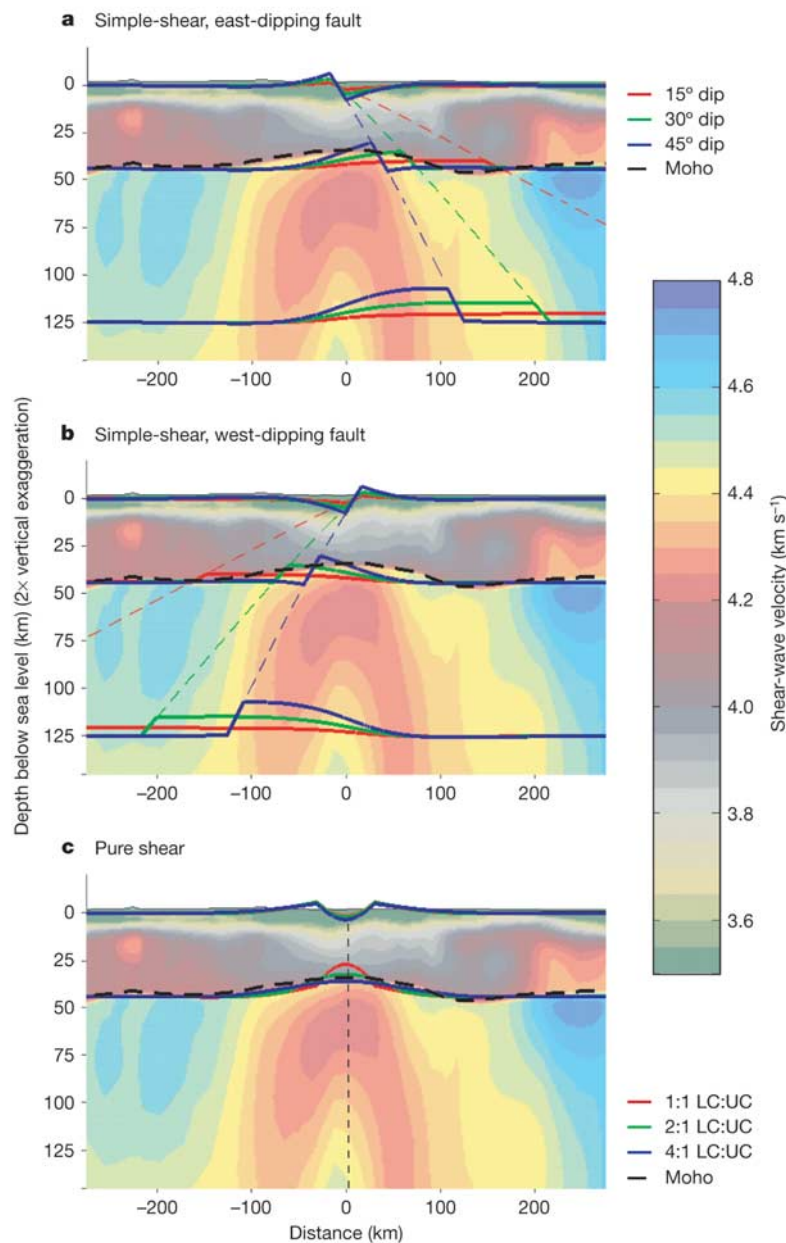 a Simple-shear, east-dipping fault
0
25
50
75
100
125
−200 −100 0 100 200
15º dip
30º dip
45º dip
Moho
b Simple-shear, west-dipping fault
0
25
50
75
100
125
−200 −100 0 100 200
c Pure shear
0
25
50
75
100
125
−200 −100 0 100 200
Distance (km)
Depth below sea level (km) (2× vertical exaggeration)
4.8
4.6
4.4
4.2
4.0
3.8
3.6
Shear-wave velocity (km s⁻¹)
1:1 LC:UC
2:1 LC:UC
4:1 LC:UC
Moho